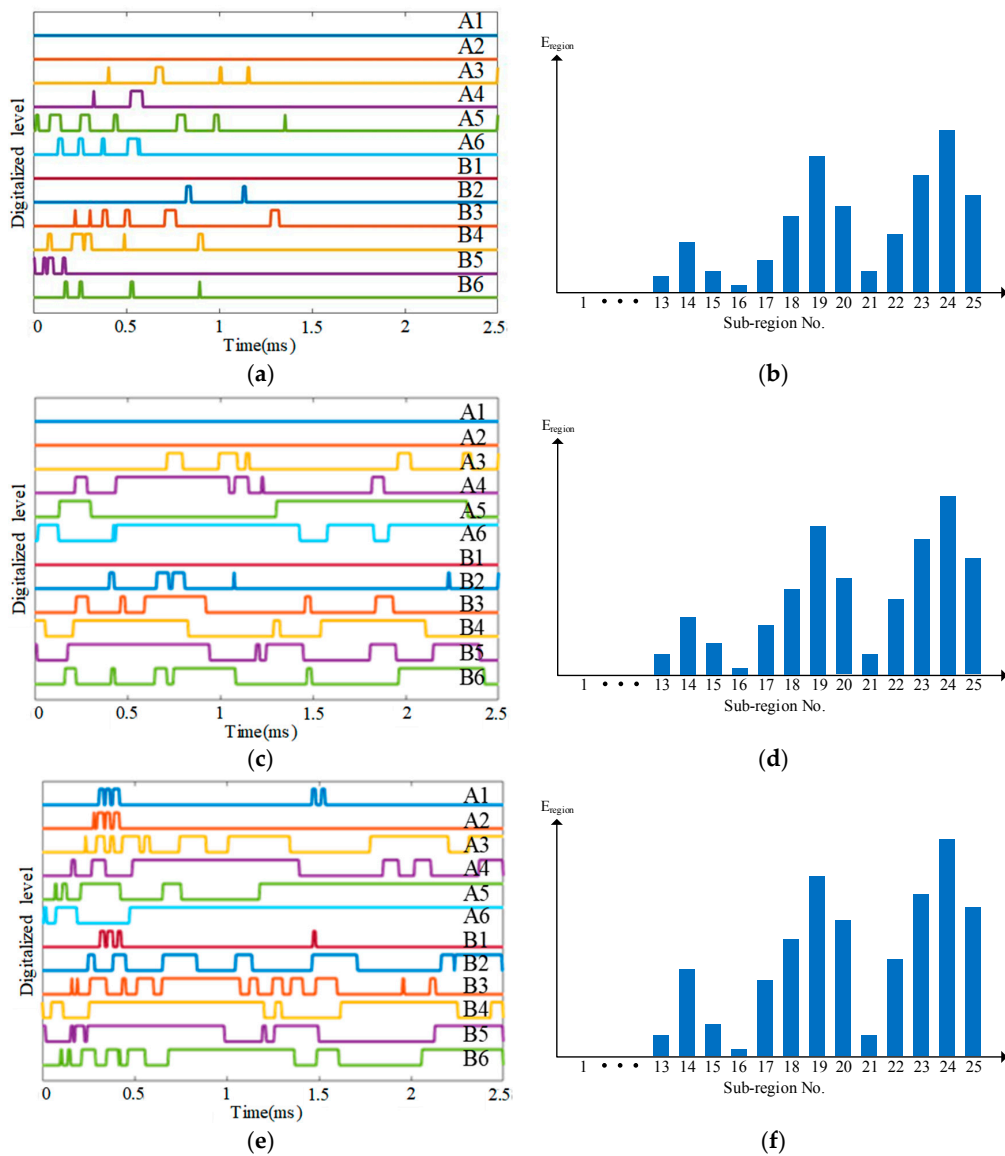 A1
A2
A3
A4
A5
A6
B1
B2
B3
B4
B5
B6
Digitalized level
0 0.5 1 1.5 2 2.5
Time(ms)
(a)
Eregion
1 • • • 13 14 15 16 17 18 19 20 21 22 23 24 25
Sub-region No.
(b)
A1
A2
A3
A4
A5
A6
B1
B2
B3
B4
B5
B6
Digitalized level
0 0.5 1 1.5 2 2.5
Time(ms)
(c)
Eregion
1 • • • 13 14 15 16 17 18 19 20 21 22 23 24 25
Sub-region No.
(d)
A1
A2
A3
A4
A5
A6
B1
B2
B3
B4
B5
B6
Digitalized level
0 0.5 1 1.5 2 2.5
Time(ms)
(e)
Eregion
1 • • • 13 14 15 16 17 18 19 20 21 22 23 24 25
Sub-region No.
(f)